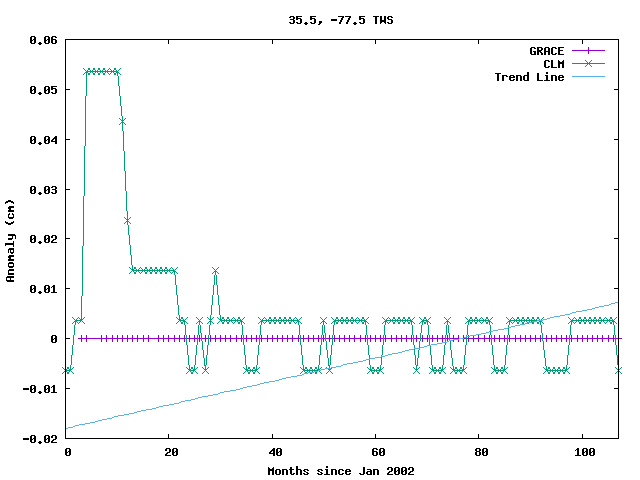 35.5, -77.5 TWS
GRACE
CLM
Trend Line
0.06
0.05
0.04
0.03
0.02
0.01
0
-0.01
-0.02
Anomaly (cm)
0 20 40 60 80 100
Months since Jan 2002